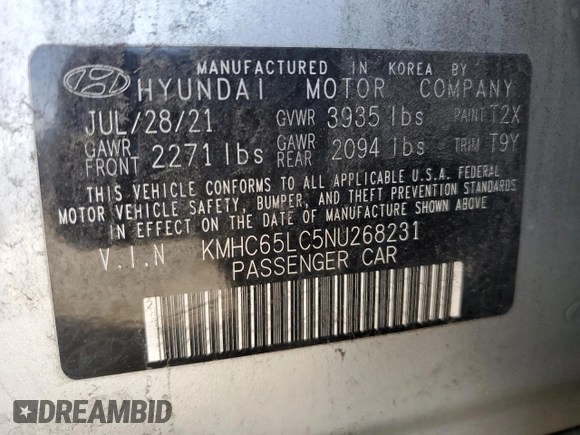 MANUFACTURED IN KOREA BY
HYUNDAI MOTOR COMPANY
JUL/28/21 GVWR 3935 lbs PAINT T2X
GAWR FRONT 2271 lbs GAWR REAR 2094 lbs TRIM T9Y
THIS VEHICLE CONFORMS TO ALL APPLICABLE U.S.A. FEDERAL
MOTOR VEHICLE SAFETY, BUMPER, AND THEFT PREVENTION STANDARDS
IN EFFECT ON THE DATE OF MANUFACTURE SHOWN ABOVE
V.I.N KMHC65LC5NU268231
PASSENGER CAR
DREAMBID